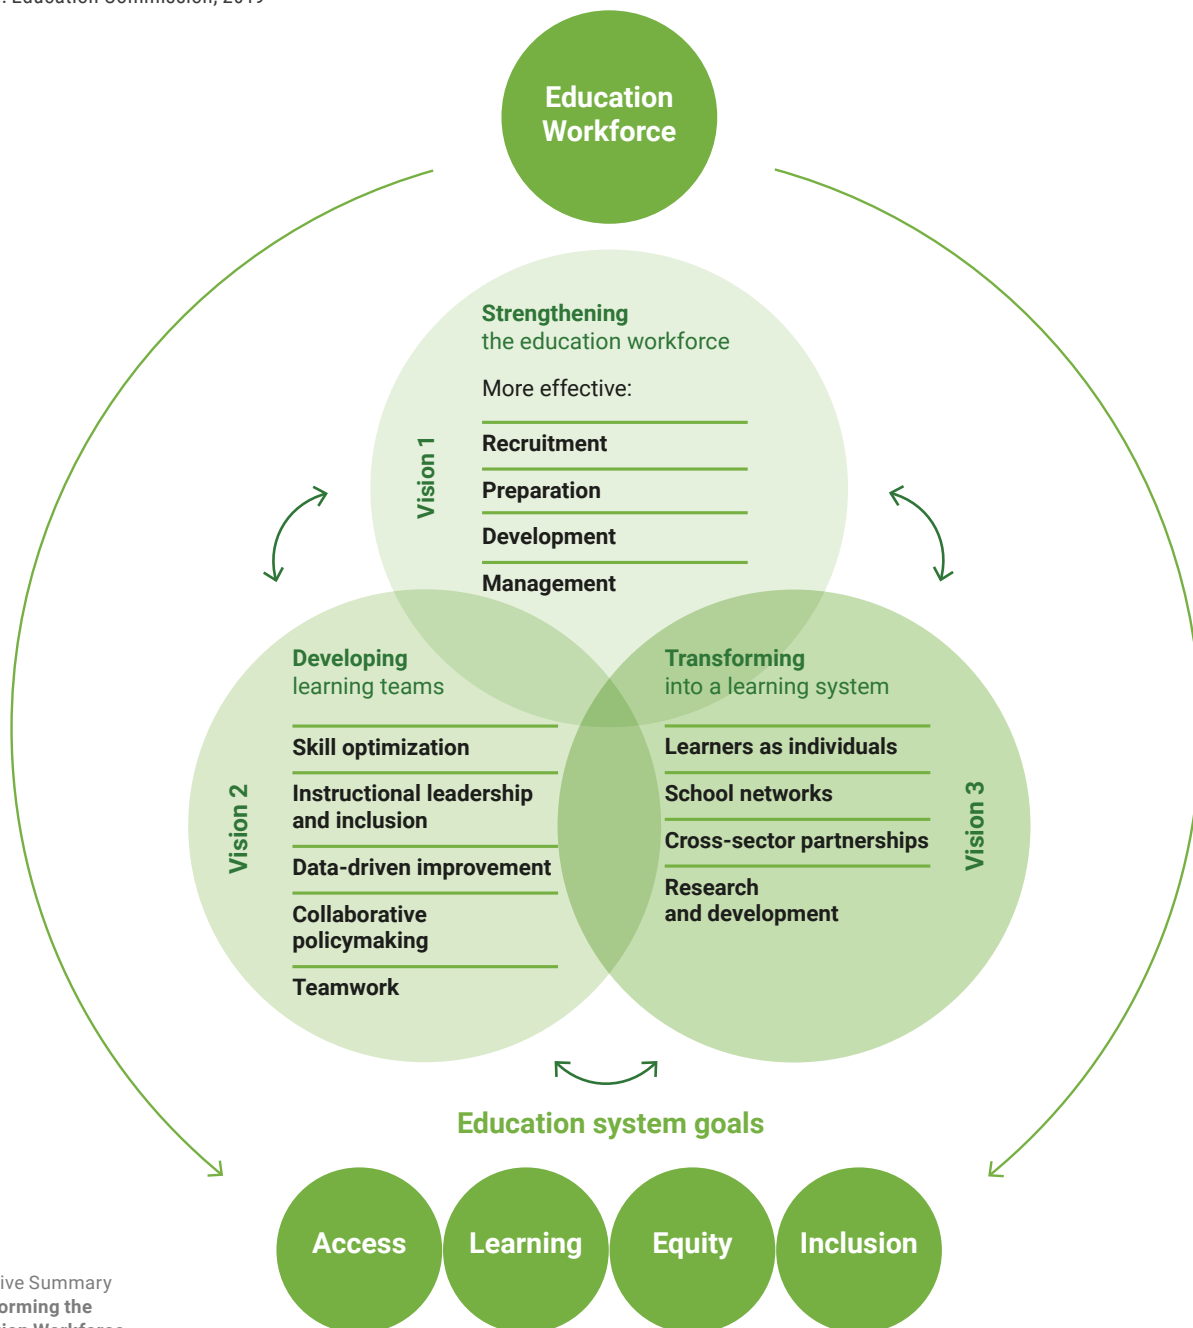 Education Commission, 2019
Education
Workforce
Strengthening
the education workforce
More effective:
Vision 1
Recruitment
Preparation
Development
Management
Developing
learning teams
Vision 2
Skill optimization
Instructional leadership
and inclusion
Data-driven improvement
Collaborative
policymaking
Teamwork
Transforming
into a learning system
Vision 3
Learners as individuals
School networks
Cross-sector partnerships
Research
and development
Education system goals
Access
Learning
Equity
Inclusion
ive Summary
orming the